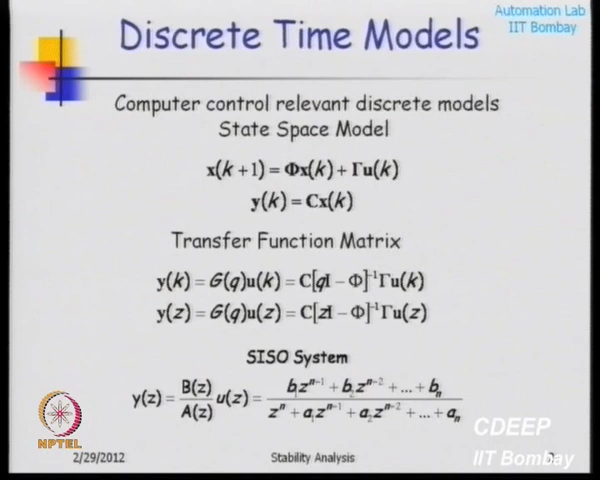 Automation Lab
IIT Bombay
Discrete Time Models
Computer control relevant discrete models
State Space Model
x(k+1) = Φx(k) + Γu(k)
y(k) = Cx(k)
Transfer Function Matrix
y(k) = G(q)u(k) = C[qI − Φ]⁻¹Γu(k)
y(z) = G(q)u(z) = C[zI − Φ]⁻¹Γu(z)
SISO System
y(z) = B(z)/A(z) u(z) = (b₁zⁿ⁻¹ + b₂zⁿ⁻² + ... + bₙ)/(zⁿ + a₁zⁿ⁻¹ + a₂zⁿ⁻² + ... + aₙ)
NPTEL
CDEEP
2/29/2012
Stability Analysis
IIT Bombay